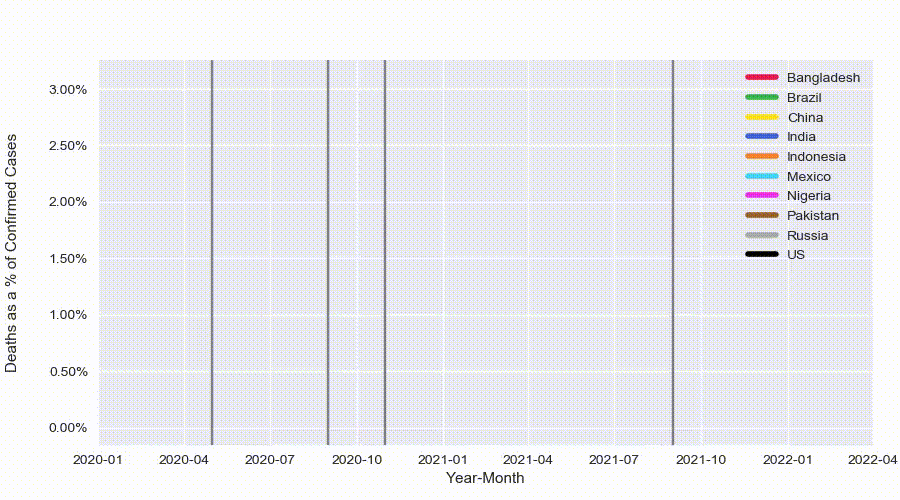 Deaths as a % of Confirmed Cases
3.00%
2.50%
2.00%
1.50%
1.00%
0.50%
0.00%
Bangladesh
Brazil
China
India
Indonesia
Mexico
Nigeria
Pakistan
Russia
US
2020-01 2020-04 2020-07 2020-10 2021-01 2021-04 2021-07 2021-10 2022-01 2022-04
Year-Month